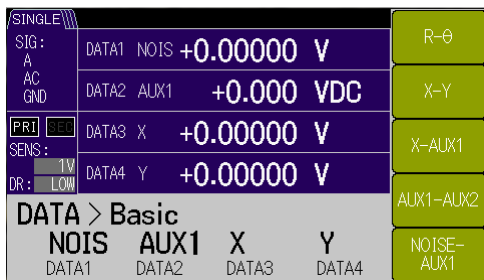 SINGLE
SIG:
A
AC
GND
PRI SEC
SENS:
1V
DR: LOW
DATA1 NOIS +0.00000 V
DATA2 AUX1 +0.000 VDC
DATA3 X +0.00000 V
DATA4 Y +0.00000 V
DATA > Basic
NOIS AUX1 X Y
DATA1 DATA2 DATA3 DATA4
R-θ
X-Y
X-AUX1
AUX1-AUX2
NOISE-
AUX1